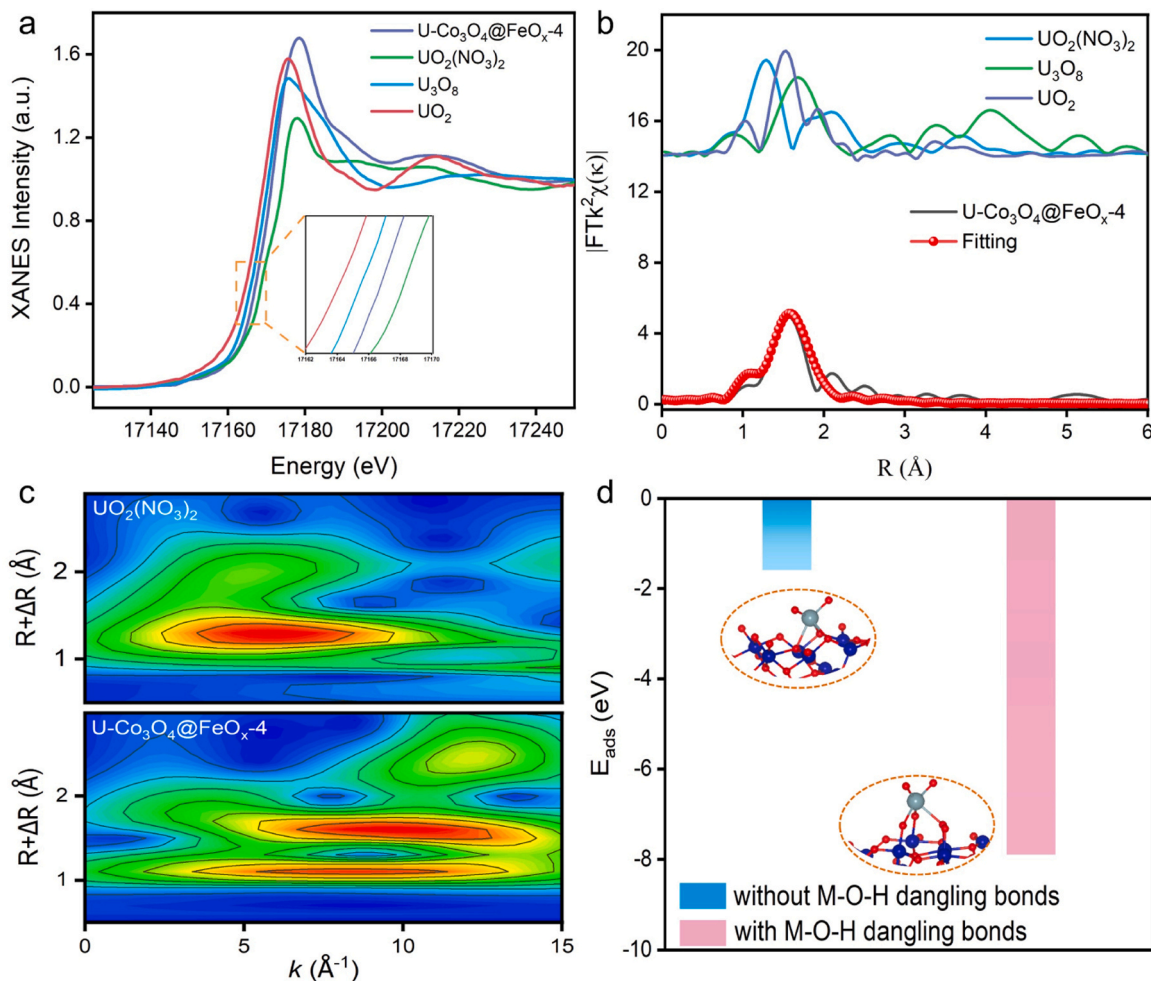 a
XANES Intensity (a.u.)
1.6
1.2
0.8
0.4
0.0
U-Co₃O₄@FeOₓ-4
UO₂(NO₃)₂
U₃O₈
UO₂
17162 17164 17166 17168 17170
17140 17160 17180 17200 17220 17240
Energy (eV)
b
|FTk²χ(κ)|
20
16
12
8
4
0
UO₂(NO₃)₂
U₃O₈
UO₂
U-Co₃O₄@FeOₓ-4
Fitting
0 1 2 3 4 5 6
R (Å)
c
UO₂(NO₃)₂
R+ΔR (Å)
2
1
U-Co₃O₄@FeOₓ-4
R+ΔR (Å)
2
1
0 5 10 15
k (Å⁻¹)
d
E_ads (eV)
0
-2
-4
-6
-8
-10
without M-O-H dangling bonds
with M-O-H dangling bonds